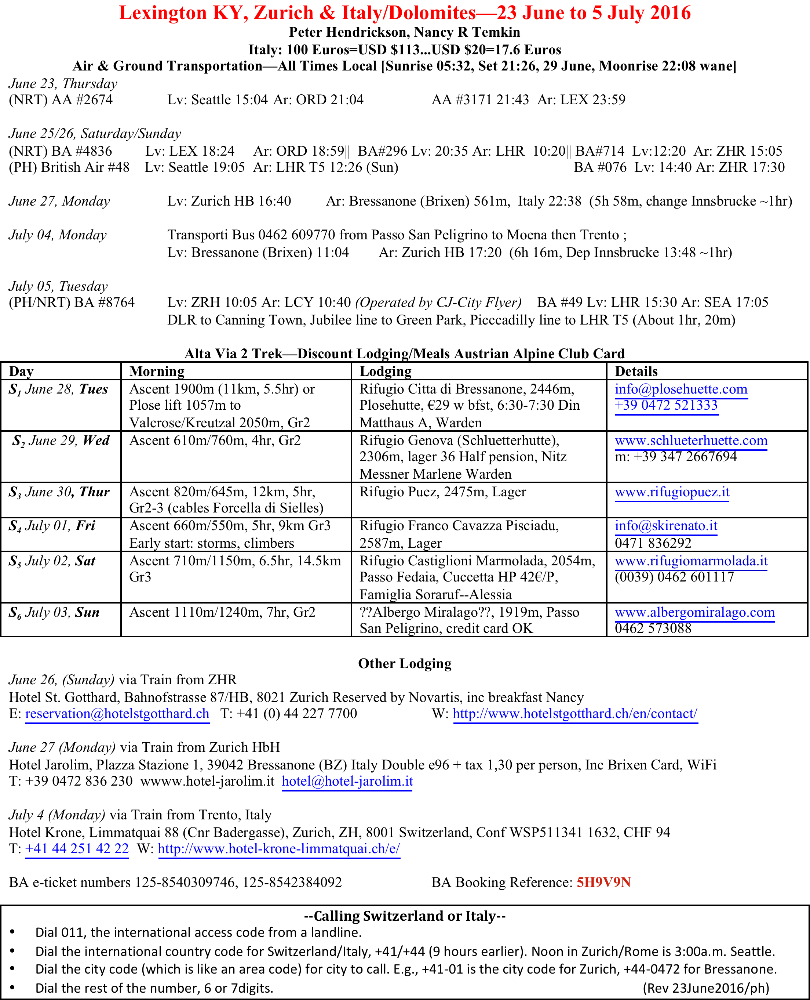 Lexington KY, Zurich & Italy/Dolomites—23 June to 5 July 2016
Peter Hendrickson, Nancy R Temkin
Italy: 100 Euros=USD $113...USD $20=17.6 Euros
Air & Ground Transportation—All Times Local [Sunrise 05:32, Set 21:26, 29 June, Moonrise 22:08 wane]
June 23, Thursday
(NRT) AA #2674 Lv: Seattle 15:04 Ar: ORD 21:04 AA #3171 21:43 Ar: LEX 23:59
June 25/26, Saturday/Sunday
(NRT) BA #4836 Lv: LEX 18:24 Ar: ORD 18:59|| BA#296 Lv: 20:35 Ar: LHR 10:20|| BA#714 Lv:12:20 Ar: ZHR 15:05
(PH) British Air #48 Lv: Seattle 19:05 Ar: LHR T5 12:26 (Sun) BA #076 Lv: 14:40 Ar: ZHR 17:30
June 27, Monday Lv: Zurich HB 16:40 Ar: Bressanone (Brixen) 561m, Italy 22:38 (5h 58m, change Innsbrucke ~1hr)
July 04, Monday Transporti Bus 0462 609770 from Passo San Peligrino to Moena then Trento ;
Lv: Bressanone (Brixen) 11:04 Ar: Zurich HB 17:20 (6h 16m, Dep Innsbrucke 13:48 ~1hr)
July 05, Tuesday
(PH/NRT) BA #8764 Lv: ZRH 10:05 Ar: LCY 10:40 (Operated by CJ-City Flyer) BA #49 Lv: LHR 15:30 Ar: SEA 17:05
DLR to Canning Town, Jubilee line to Green Park, Picccadilly line to LHR T5 (About 1hr, 20m)
Alta Via 2 Trek—Discount Lodging/Meals Austrian Alpine Club Card
Day Morning Lodging Details
S1 June 28, Tues Ascent 1900m (11km, 5.5hr) or Rifugio Citta di Bressanone, 2446m, info@plosehuette.com
Plose lift 1057m to Plosehutte, €29 w bfst, 6:30-7:30 Din +39 0472 521333
Valcrose/Kreutzal 2050m, Gr2 Matthaus A, Warden
S2 June 29, Wed Ascent 610m/760m, 4hr, Gr2 Rifugio Genova (Schluetterhutte), www.schlueterhuette.com
2306m, lager 36 Half pension, Nitz m: +39 347 2667694
Messner Marlene Warden
S3 June 30, Thur Ascent 820m/645m, 12km, 5hr, Rifugio Puez, 2475m, Lager www.rifugiopuez.it
Gr2-3 (cables Forcella di Sielles)
S4 July 01, Fri Ascent 660m/550m, 5hr, 9km Gr3 Rifugio Franco Cavazza Pisciadu, info@skirenato.it
Early start: storms, climbers 2587m, Lager 0471 836292
S5 July 02, Sat Ascent 710m/1150m, 6.5hr, 14.5km Rifugio Castiglioni Marmolada, 2054m, www.rifugiomarmolada.it
Gr3 Passo Fedaia, Cuccetta HP 42€/P, (0039) 0462 601117
Famiglia Soraruf--Alessia
S6 July 03, Sun Ascent 1110m/1240m, 7hr, Gr2 ??Albergo Miralago??, 1919m, Passo www.albergomiralago.com
San Peligrino, credit card OK 0462 573088
Other Lodging
June 26, (Sunday) via Train from ZHR
Hotel St. Gotthard, Bahnofstrasse 87/HB, 8021 Zurich Reserved by Novartis, inc breakfast Nancy
E: reservation@hotelstgotthard.ch T: +41 (0) 44 227 7700 W: http://www.hotelstgotthard.ch/en/contact/
June 27 (Monday) via Train from Zurich HbH
Hotel Jarolim, Plazza Stazione 1, 39042 Bressanone (BZ) Italy Double e96 + tax 1,30 per person, Inc Brixen Card, WiFi
T: +39 0472 836 230 wwww.hotel-jarolim.it hotel@hotel-jarolim.it
July 4 (Monday) via Train from Trento, Italy
Hotel Krone, Limmatquai 88 (Cnr Badergasse), Zurich, ZH, 8001 Switzerland, Conf WSP511341 1632, CHF 94
T: +41 44 251 42 22 W: http://www.hotel-krone-limmatquai.ch/e/
BA e-ticket numbers 125-8540309746, 125-8542384092 BA Booking Reference: 5H9V9N
--Calling Switzerland or Italy--
• Dial 011, the international access code from a landline.
• Dial the international country code for Switzerland/Italy, +41/+44 (9 hours earlier). Noon in Zurich/Rome is 3:00a.m. Seattle.
• Dial the city code (which is like an area code) for city to call. E.g., +41-01 is the city code for Zurich, +44-0472 for Bressanone.
• Dial the rest of the number, 6 or 7digits. (Rev 23June2016/ph)